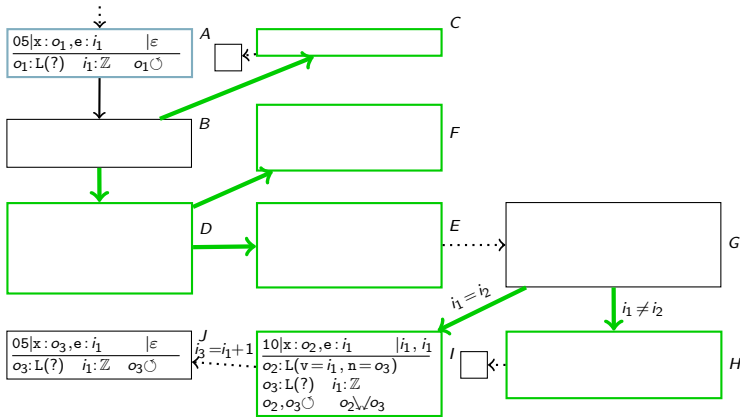 C
A
05|x:o₁,e:i₁ |ε
o₁:L(?) i₁:ℤ o₁↺
B
F
D
E
G
i₁=i₂
i₁≠i₂
J
05|x:o₃,e:i₁ |ε
o₃:L(?) i₁:ℤ o₃↺
i₃=i₁+1
10|x:o₂,e:i₁ |i₁,i₁
o₂:L(v=i₁,n=o₃)
o₃:L(?) i₁:ℤ
o₂,o₃↺ o₂\\//o₃
I
H